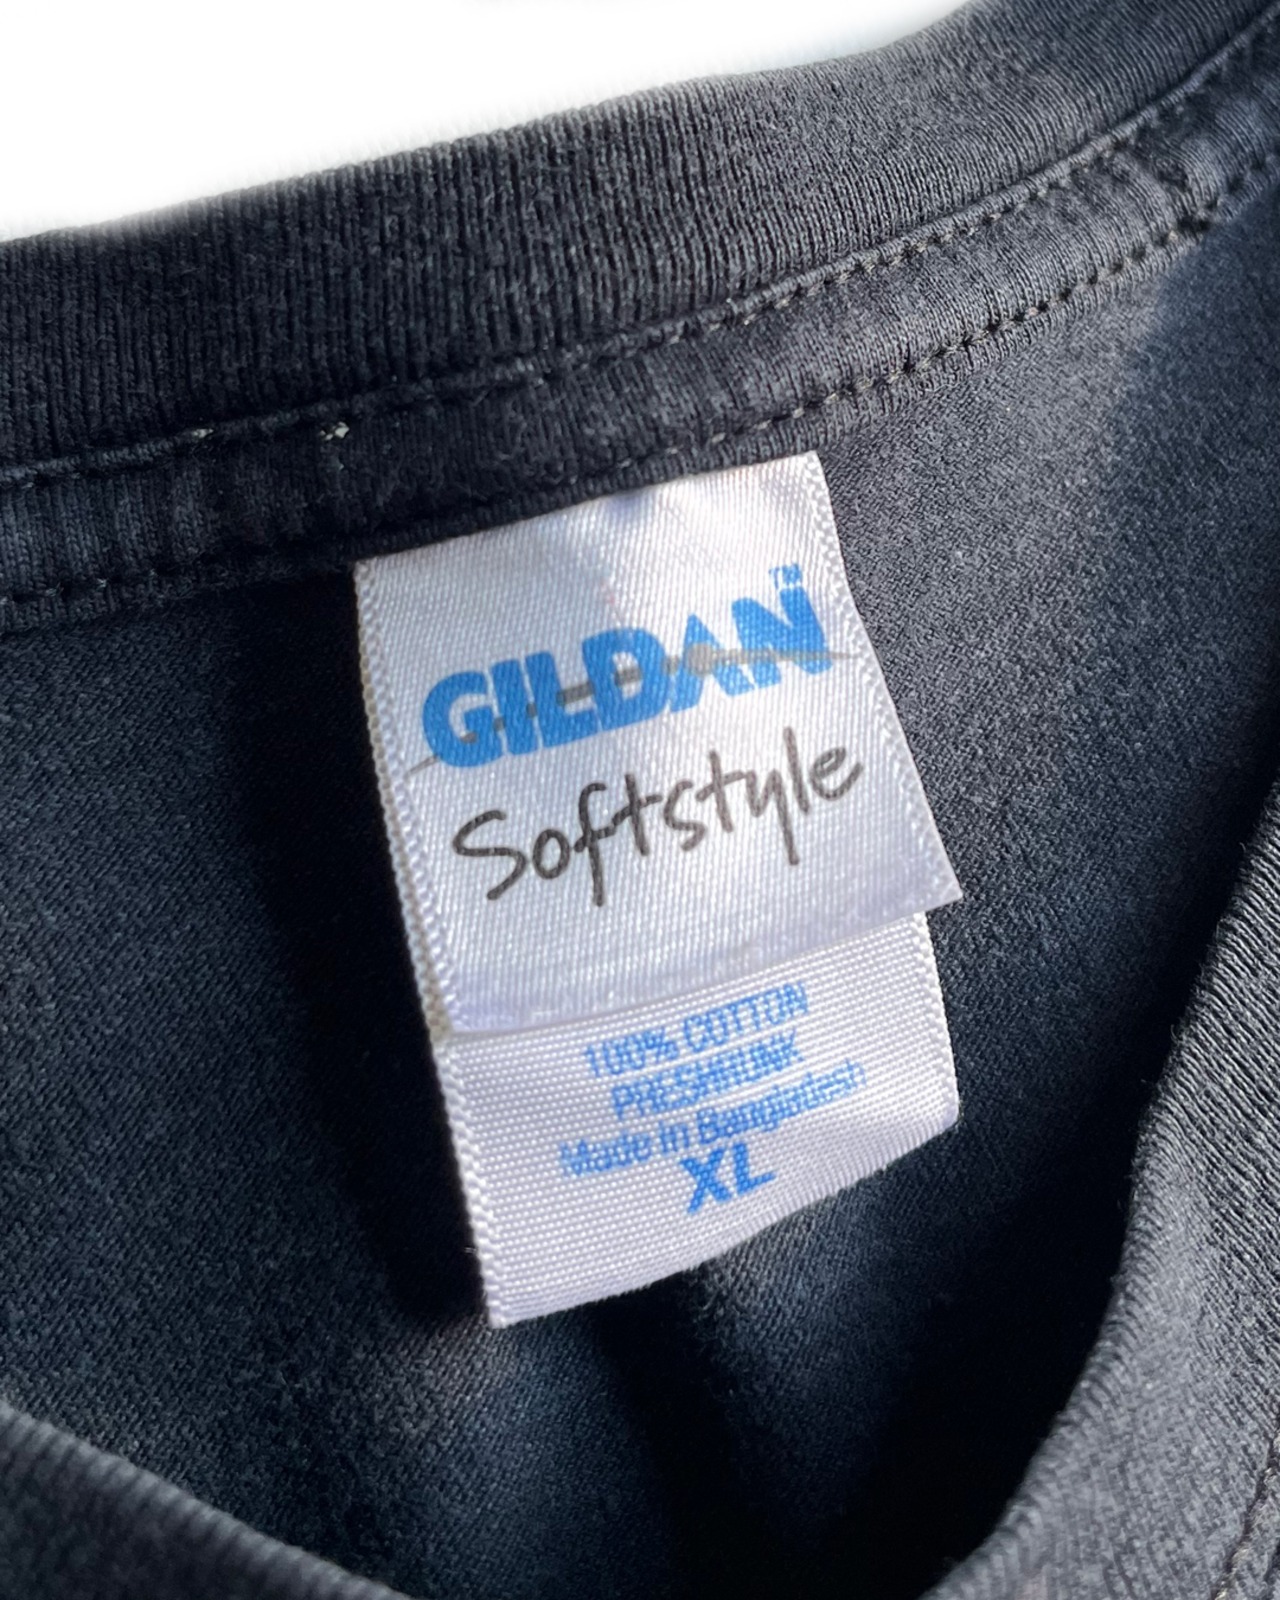 GILDAN™
Softstyle
100% COTTON
PRESHRUNK
Made in Bangladesh
XL